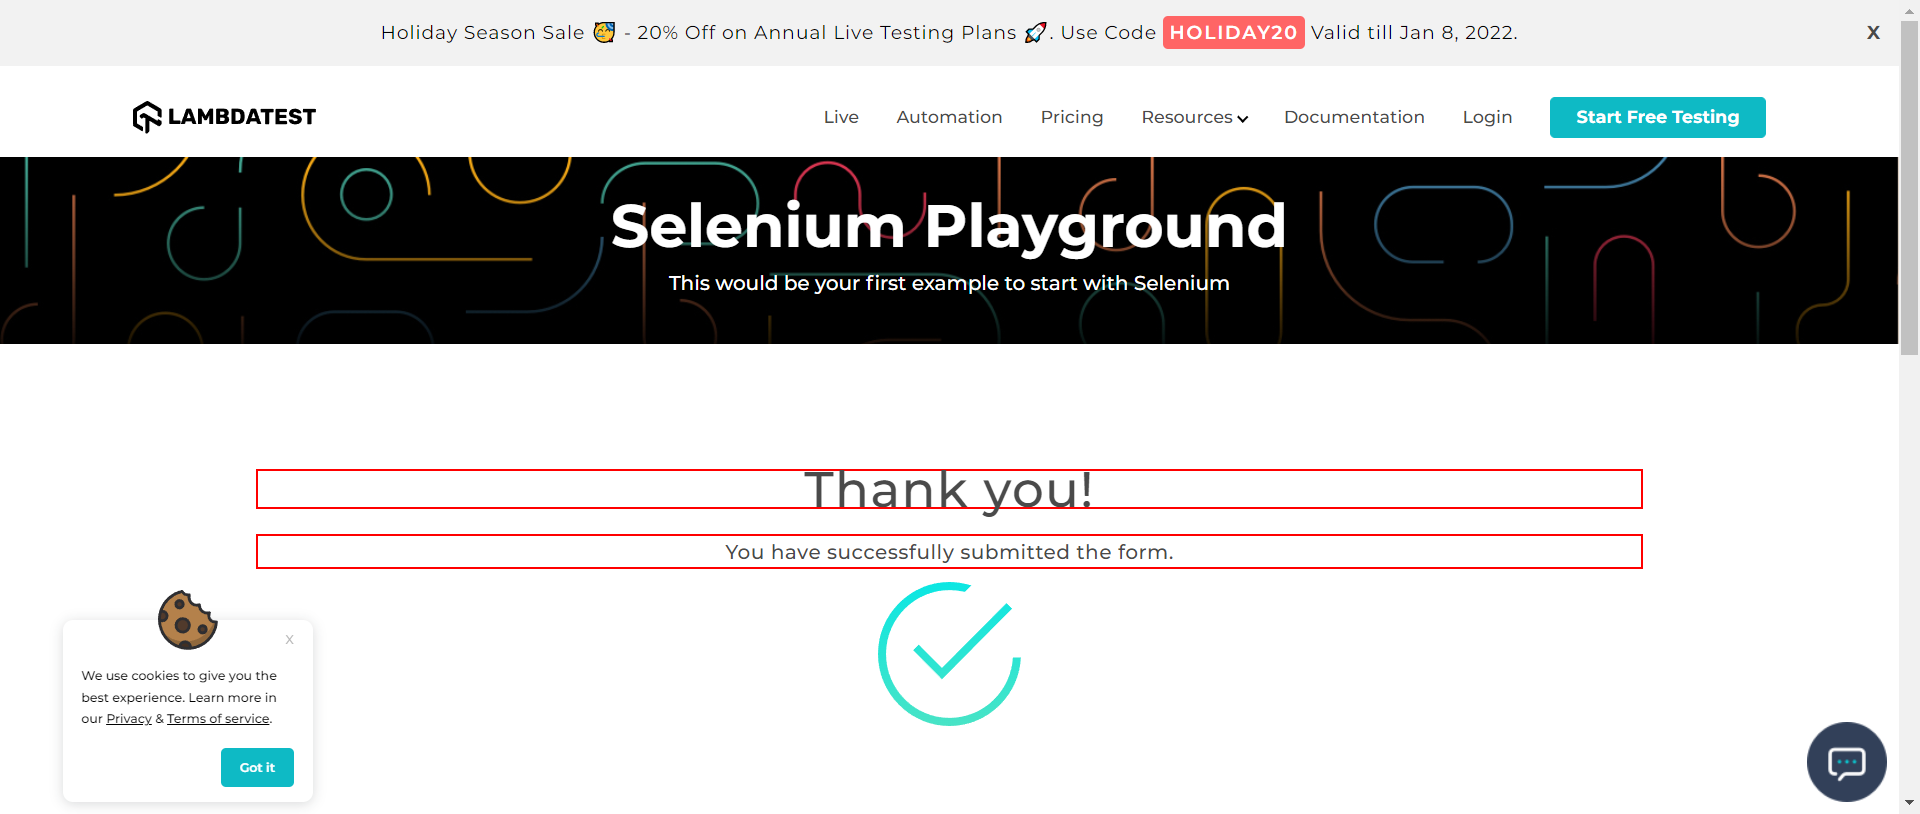 Holiday Season Sale 🥳 - 20% Off on Annual Live Testing Plans 🚀. Use Code HOLIDAY20 Valid till Jan 8, 2022.
X
LAMBDATEST
Live Automation Pricing Resources Documentation Login Start Free Testing
Selenium Playground
This would be your first example to start with Selenium
Thank you!
You have successfully submitted the form.
X
We use cookies to give you the
best experience. Learn more in
our Privacy & Terms of service.
Got it